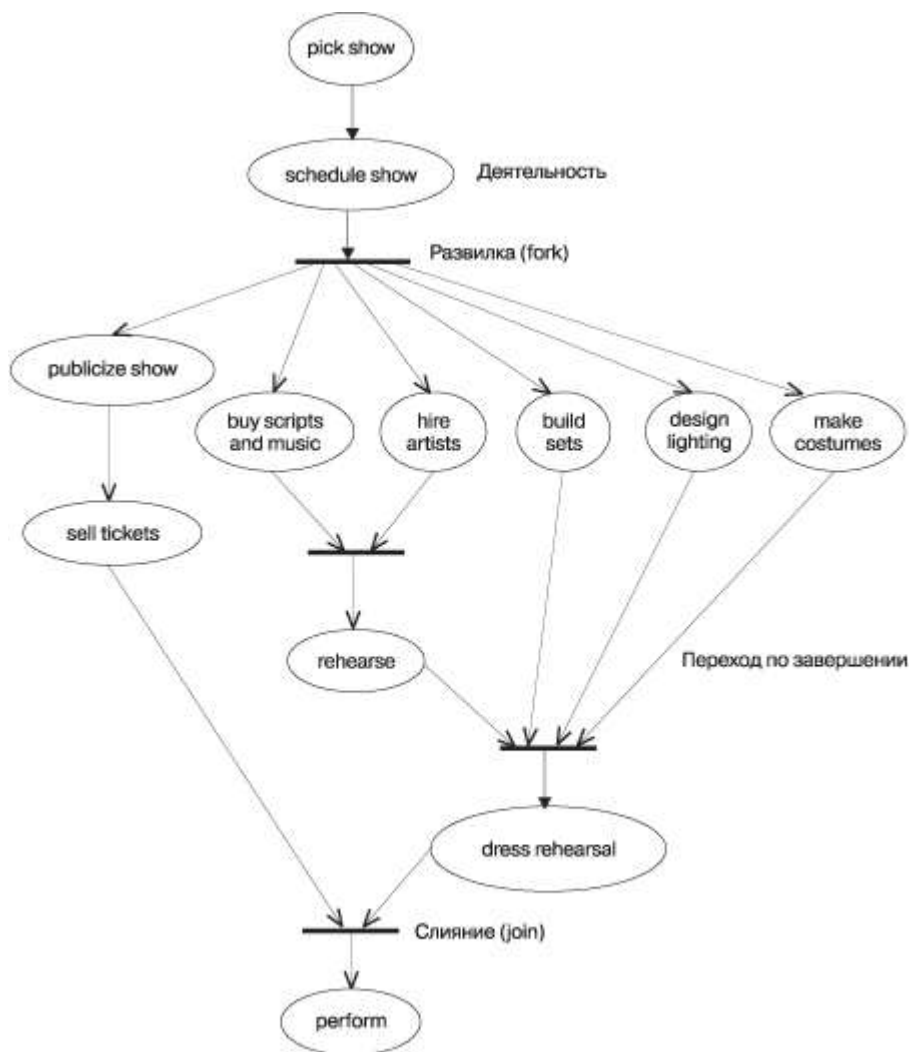 pick show
schedule show
Деятельность
Развилка (fork)
publicize show
buy scripts
and music
hire
artists
build
sets
design
lighting
make
costumes
sell tickets
rehearse
Переход по завершении
dress rehearsal
Слияние (join)
perform